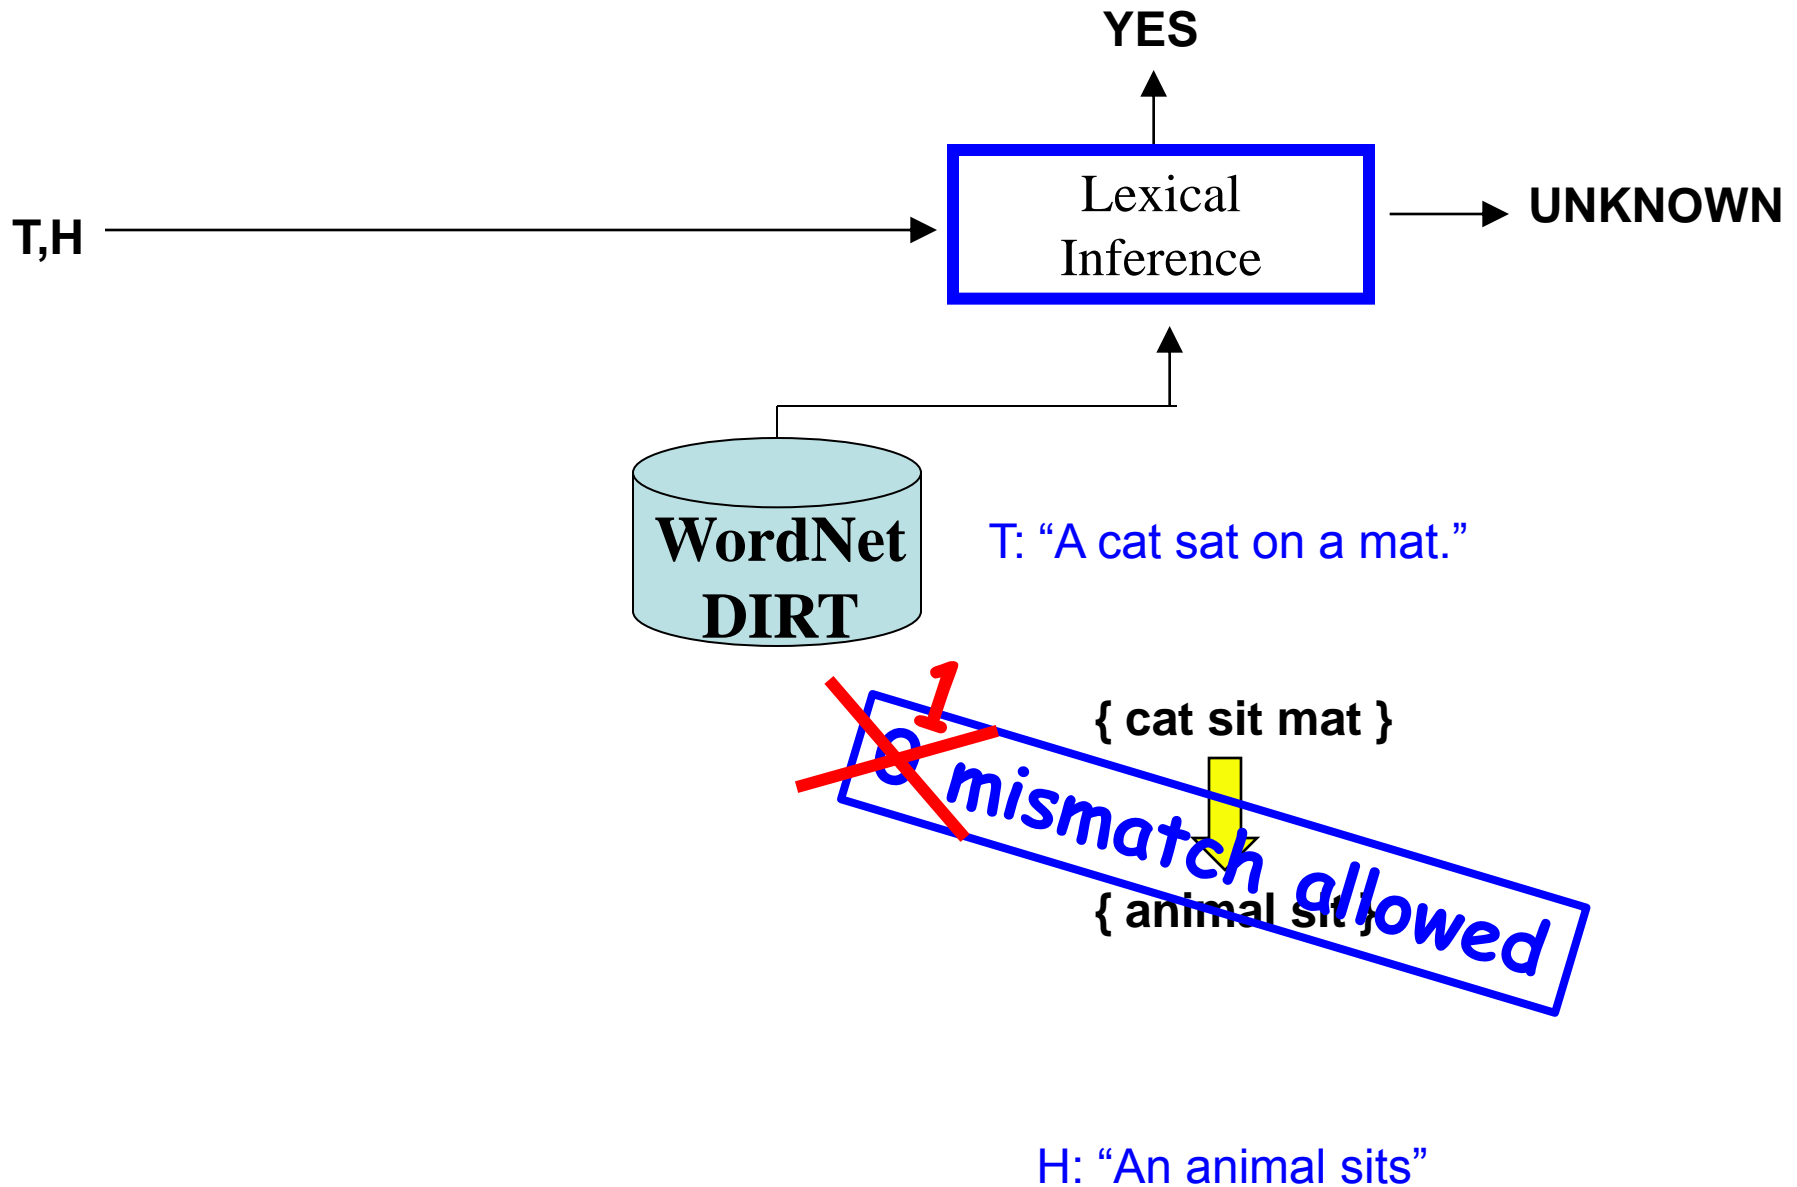 YES
Lexical
Inference
UNKNOWN
T,H
WordNet
DIRT
T: “A cat sat on a mat.”
1
{ cat sit mat }
0 mismatch allowed
{ animal sit }
H: “An animal sits”